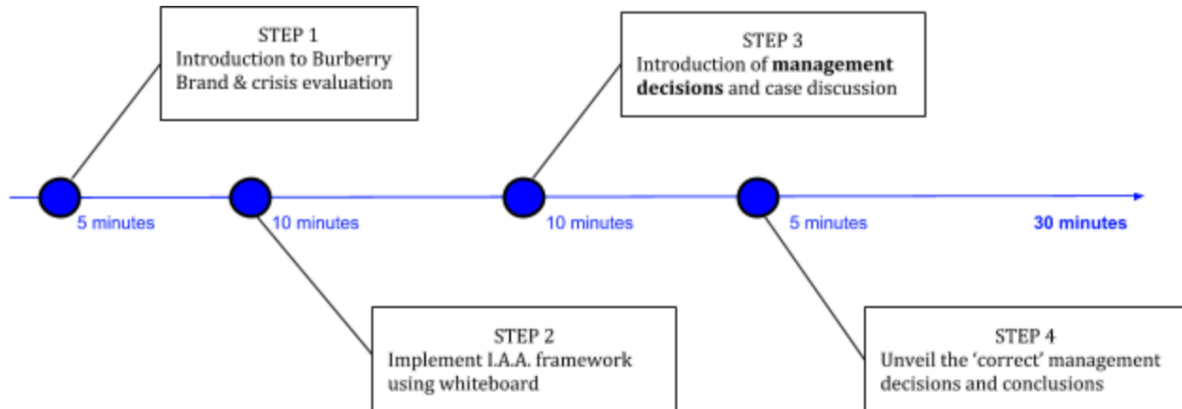 STEP 1
Introduction to Burberry
Brand & crisis evaluation
STEP 3
Introduction of management
decisions and case discussion
5 minutes
10 minutes
10 minutes
5 minutes
30 minutes
STEP 2
Implement I.A.A. framework
using whiteboard
STEP 4
Unveil the ‘correct’ management
decisions and conclusions